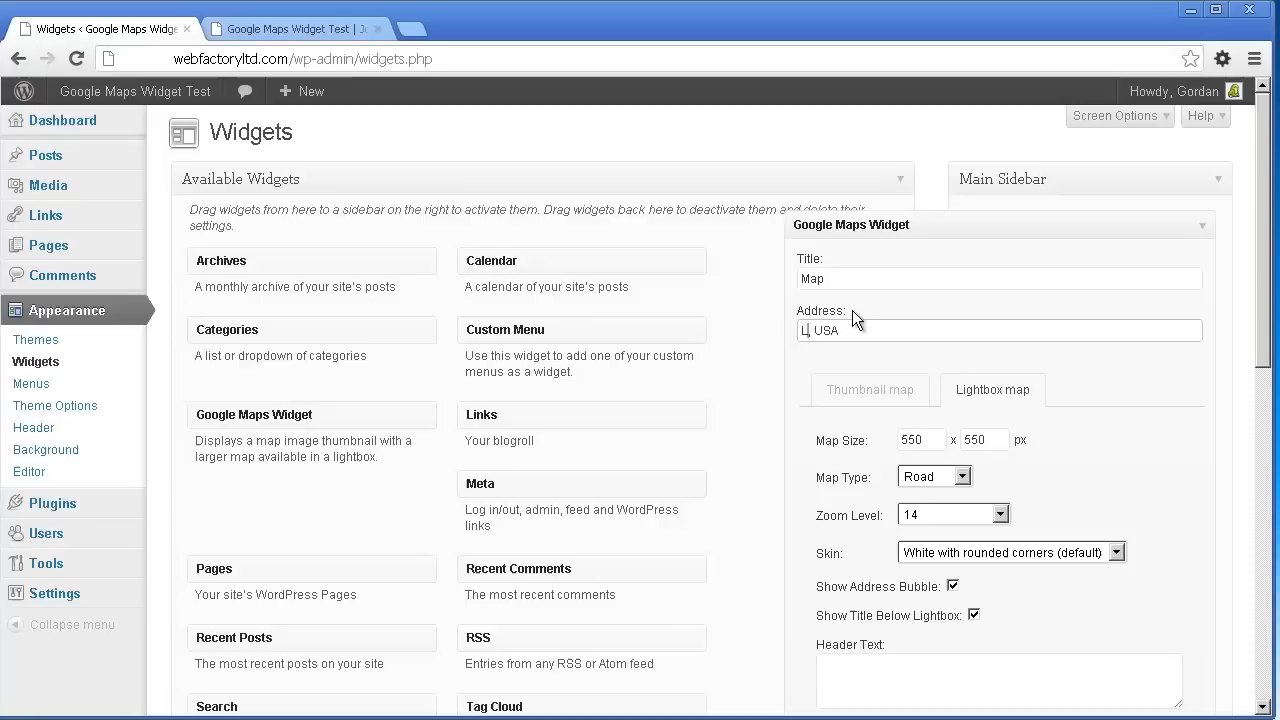 Widgets < Google Maps Widge
Google Maps Widget Test | Ju
webfactoryltd.com/wp-admin/widgets.php
Google Maps Widget Test
New
Howdy, Gordan
Dashboard
Posts
Media
Links
Pages
Comments
Appearance
Themes
Widgets
Menus
Theme Options
Header
Background
Editor
Plugins
Users
Tools
Settings
Collapse menu
Screen Options
Help
Widgets
Available Widgets
Drag widgets from here to a sidebar on the right to activate them. Drag widgets back here to deactivate them and delete their
settings.
Archives
A monthly archive of your site's posts
Calendar
A calendar of your site's posts
Categories
A list or dropdown of categories
Custom Menu
Use this widget to add one of your custom
menus as a widget.
Google Maps Widget
Displays a map image thumbnail with a
larger map available in a lightbox.
Links
Your blogroll
Meta
Log in/out, admin, feed and WordPress
links
Pages
Your site's WordPress Pages
Recent Comments
The most recent comments
Recent Posts
The most recent posts on your site
RSS
Entries from any RSS or Atom feed
Search
Tag Cloud
Main Sidebar
Google Maps Widget
Title:
Map
Address:
L, USA
Thumbnail map
Lightbox map
Map Size: 550 x 550 px
Map Type: Road
Zoom Level: 14
Skin: White with rounded corners (default)
Show Address Bubble:
Show Title Below Lightbox:
Header Text: